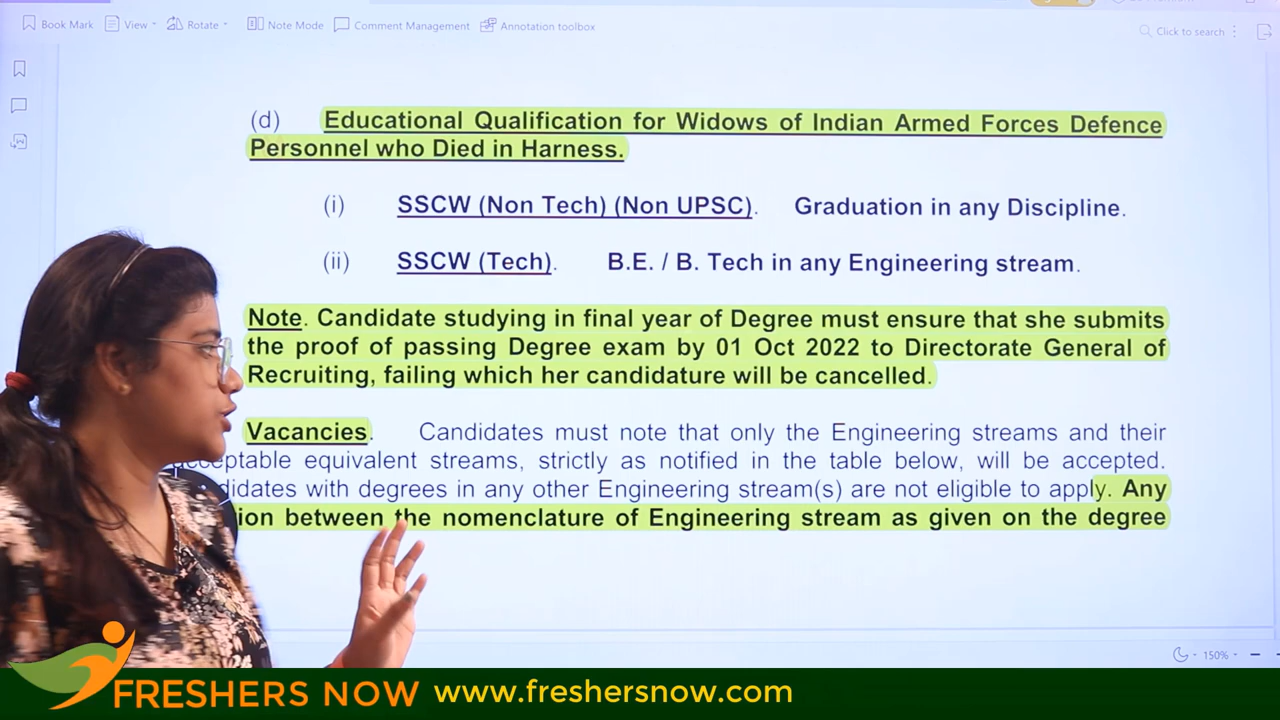 Book Mark View Rotate Note Mode Comment Management Annotation toolbox Click to search
(d) Educational Qualification for Widows of Indian Armed Forces Defence
Personnel who Died in Harness.
(i) SSCW (Non Tech) (Non UPSC). Graduation in any Discipline.
(ii) SSCW (Tech). B.E. / B. Tech in any Engineering stream.
Note. Candidate studying in final year of Degree must ensure that she submits
the proof of passing Degree exam by 01 Oct 2022 to Directorate General of
Recruiting, failing which her candidature will be cancelled.
Vacancies. Candidates must note that only the Engineering streams and their
equivalent streams, strictly as notified in the table below, will be accepted.
with degrees in any other Engineering stream(s) are not eligible to apply. Any
between the nomenclature of Engineering stream as given on the degree
150%
FRESHERS NOW www.freshersnow.com